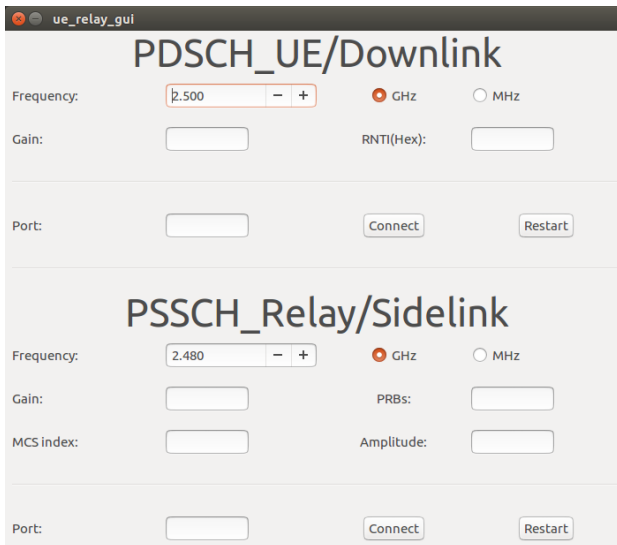 ue_relay_gui
PDSCH_UE/Downlink
Frequency: 2.500 − + GHz MHz
Gain: RNTI(Hex):
Port: Connect Restart
PSSCH_Relay/Sidelink
Frequency: 2.480 − + GHz MHz
Gain: PRBs:
MCS index: Amplitude:
Port: Connect Restart